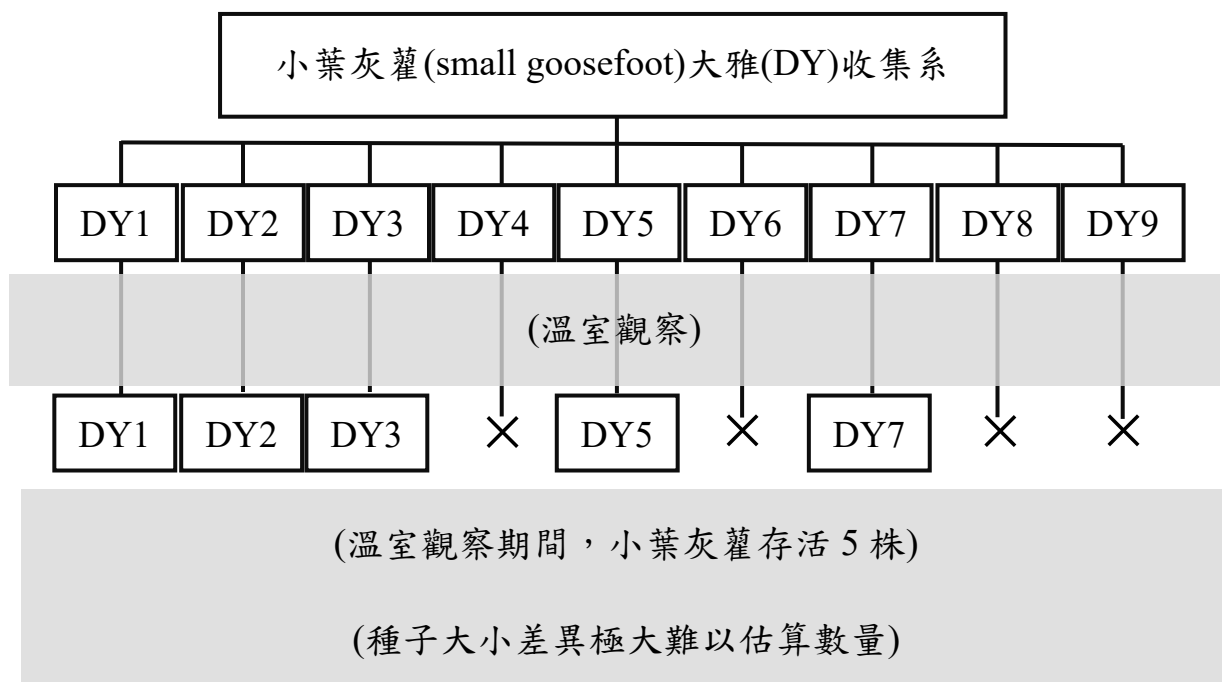 小葉灰藋(small goosefoot)大雅(DY)收集系
DY1 DY2 DY3 DY4 DY5 DY6 DY7 DY8 DY9
(溫室觀察)
DY1 DY2 DY3 × DY5 × DY7 × ×
(溫室觀察期間，小葉灰藋存活 5 株)
(種子大小差異極大難以估算數量)